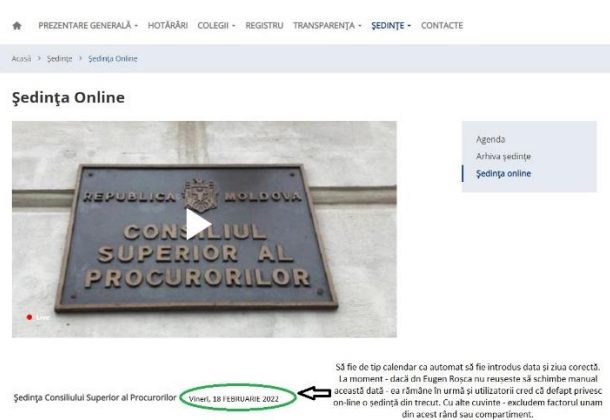 PREZENTARE GENERALĂ HOTĂRÂRI COLEGII REGISTRU TRANSPARENȚA ȘEDINȚE CONTACTE
Acasă > Ședințe > Ședința Online
Şedinţa Online
Agenda
Arhiva ședințe
Ședința online
REPUBLICA MOLDOVA
CONSILIUL
SUPERIOR AL
PROCURORILOR
Live
Şedinţa Consiliului Superior al Procurorilor Vineri, 18 FEBRUARIE 2022
Să fie de tip calendar ca automat să fie introdus data și ziua corectă.
La moment - dacă dn Eugen Roşca nu reușeste să schimbe manual
această dată - ea rămâne în urmă și utilizatorii cred că defapt privesc
on-line o ședință din trecut. Cu alte cuvinte - excludem factorul unam
din acest rând sau compartiment.